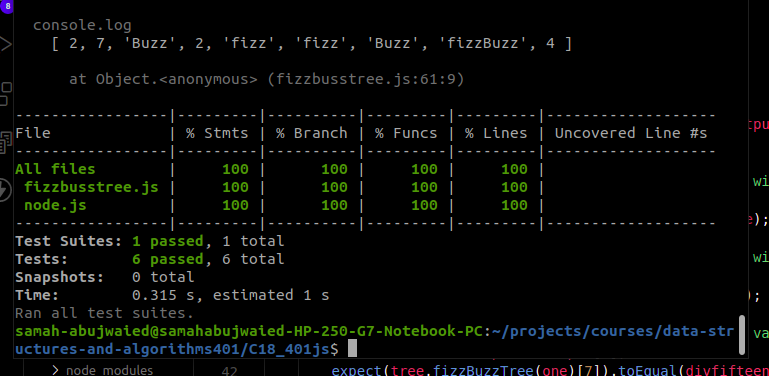 8
console.log
[ 2, 7, 'Buzz', 2, 'fizz', 'fizz', 'Buzz', 'fizzBuzz', 4 ]
at Object.<anonymous> (fizzbusstree.js:61:9)
-----------------|---------|----------|---------|---------|-------------------
File             | % Stmts | % Branch | % Funcs | % Lines | Uncovered Line #s
-----------------|---------|----------|---------|---------|-------------------
All files        |     100 |      100 |     100 |     100 |
 fizzbusstree.js |     100 |      100 |     100 |     100 |
 node.js         |     100 |      100 |     100 |     100 |
-----------------|---------|----------|---------|---------|-------------------
Test Suites: 1 passed, 1 total
Tests:       6 passed, 6 total
Snapshots:   0 total
Time:        0.315 s, estimated 1 s
Ran all test suites.
samah-abujwaied@samahabujwaied-HP-250-G7-Notebook-PC:~/projects/courses/data-str
uctures-and-algorithms401/C18_401js$
tpu
wi
e);
wi
);
va
> node_modules
42
expect(tree.fizzBuzzTree(one)[7]).toEqual(divfifteen